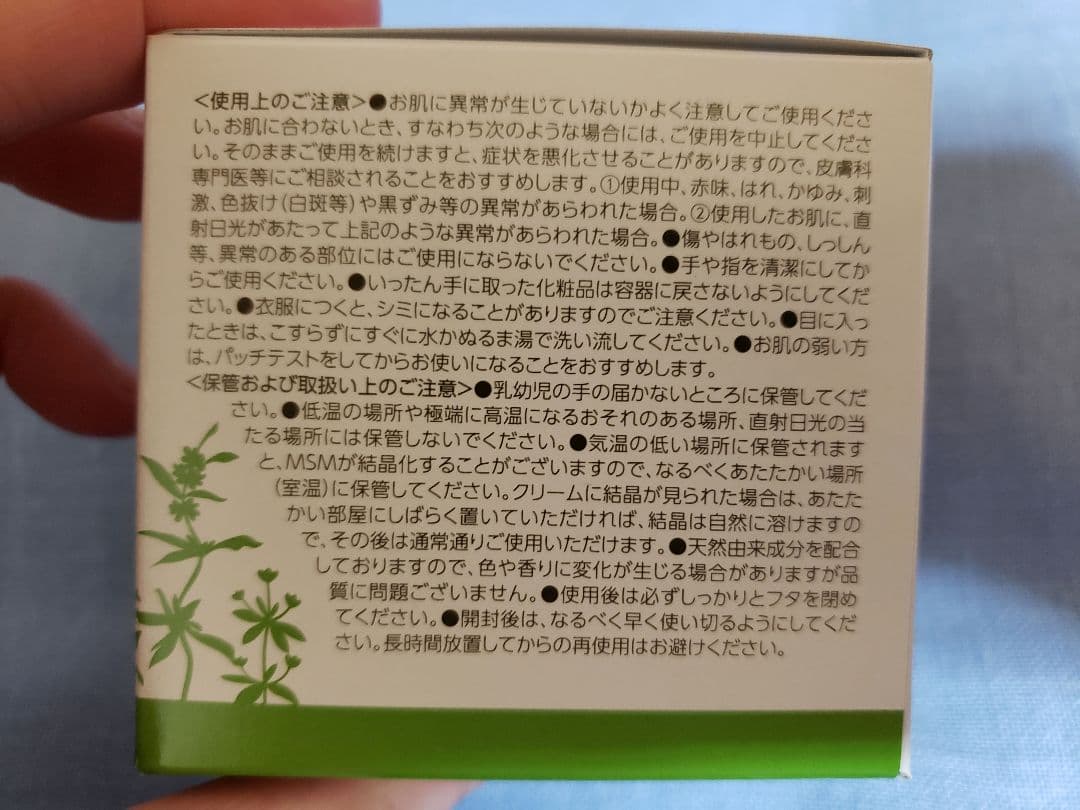 <使用上のご注意>●お肌に異常が生じていないかよく注意してご使用くださ
い。お肌に合わないとき、すなわち次のような場合には、ご使用を中止してくださ
い。そのままご使用を続けますと、症状を悪化させることがありますので、皮膚科
専門医等にご相談されることをおすすめします。①使用中、赤味、はれ、かゆみ、刺
激、色抜け(白斑等)や黒ずみ等の異常があらわれた場合。②使用したお肌に、直
射日光があたって上記のような異常があらわれた場合。●傷やはれもの、しっしん
等、異常のある部位にはご使用にならないでください。●手や指を清潔にしてか
らご使用ください。●いったん手に取った化粧品は容器に戻さないようにしてくだ
さい。●衣服につくと、シミになることがありますのでご注意ください。●目に入っ
たときは、こすらずにすぐに水かぬるま湯で洗い流してください。●お肌の弱い方
は、パッチテストをしてからお使いになることをおすすめします。
<保管および取扱い上のご注意>●乳幼児の手の届かないところに保管してくだ
さい。●低温の場所や極端に高温になるおそれのある場所、直射日光の当
たる場所には保管しないでください。●気温の低い場所に保管されます
と、MSMが結晶化することがございますので、なるべくあたたかい場所
(室温)に保管してください。クリームに結晶が見られた場合は、あたた
かい部屋にしばらく置いていただければ、結晶は自然に溶けますの
で、その後は通常通りご使用いただけます。●天然由来成分を配合
しておりますので、色や香りに変化が生じる場合がありますが品
質に問題ございません。●使用後は必ずしっかりとフタを閉め
てください。●開封後は、なるべく早く使い切るようにしてくだ
さい。長時間放置してからの再使用はお避けください。